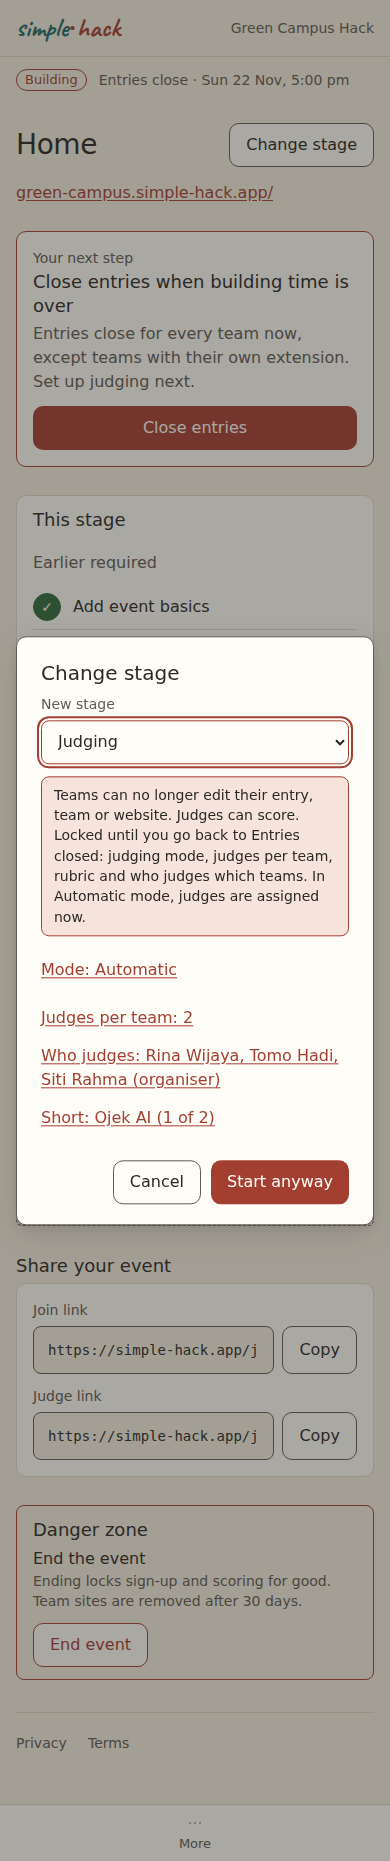 simple·hack
Green Campus Hack
Building
Entries close · Sun 22 Nov, 5:00 pm
Home
Change stage
green-campus.simple-hack.app/
Your next step
Close entries when building time is
over
Entries close for every team now,
except teams with their own extension.
Set up judging next.
Close entries
This stage
Earlier required
✓ Add event basics
Change stage
New stage
Judging
Teams can no longer edit their entry,
team or website. Judges can score.
Locked until you go back to Entries
closed: judging mode, judges per team,
rubric and who judges which teams. In
Automatic mode, judges are assigned
now.
Mode: Automatic
Judges per team: 2
Who judges: Rina Wijaya, Tomo Hadi,
Siti Rahma (organiser)
Short: Ojek AI (1 of 2)
Cancel
Start anyway
Share your event
Join link
https://simple-hack.app/j
Copy
Judge link
https://simple-hack.app/j
Copy
Danger zone
End the event
Ending locks sign-up and scoring for good.
Team sites are removed after 30 days.
End event
Privacy
Terms
...
More